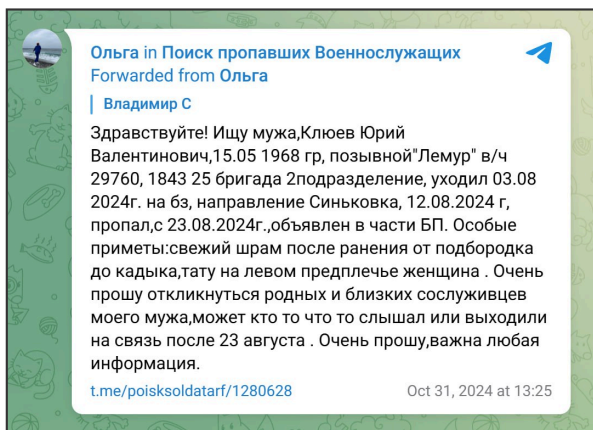 Ольга in Поиск пропавших Военнослужащих
Forwarded from Ольга
Владимир С
Здравствуйте! Ищу мужа,Клюев Юрий
Валентинович,15.05 1968 гр, позывной"Лемур" в/ч
29760, 1843 25 бригада 2подразделение, уходил 03.08
2024г. на бз, направление Синьковка, 12.08.2024 г,
пропал,с 23.08.2024г.,объявлен в части БП. Особые
приметы:свежий шрам после ранения от подбородка
до кадыка,тату на левом предплечье женщина . Очень
прошу откликнуться родных и близких сослуживцев
моего мужа,может кто то что то слышал или выходили
на связь после 23 августа . Очень прошу,важна любая
информация.
t.me/poisksoldatarf/1280628 Oct 31, 2024 at 13:25